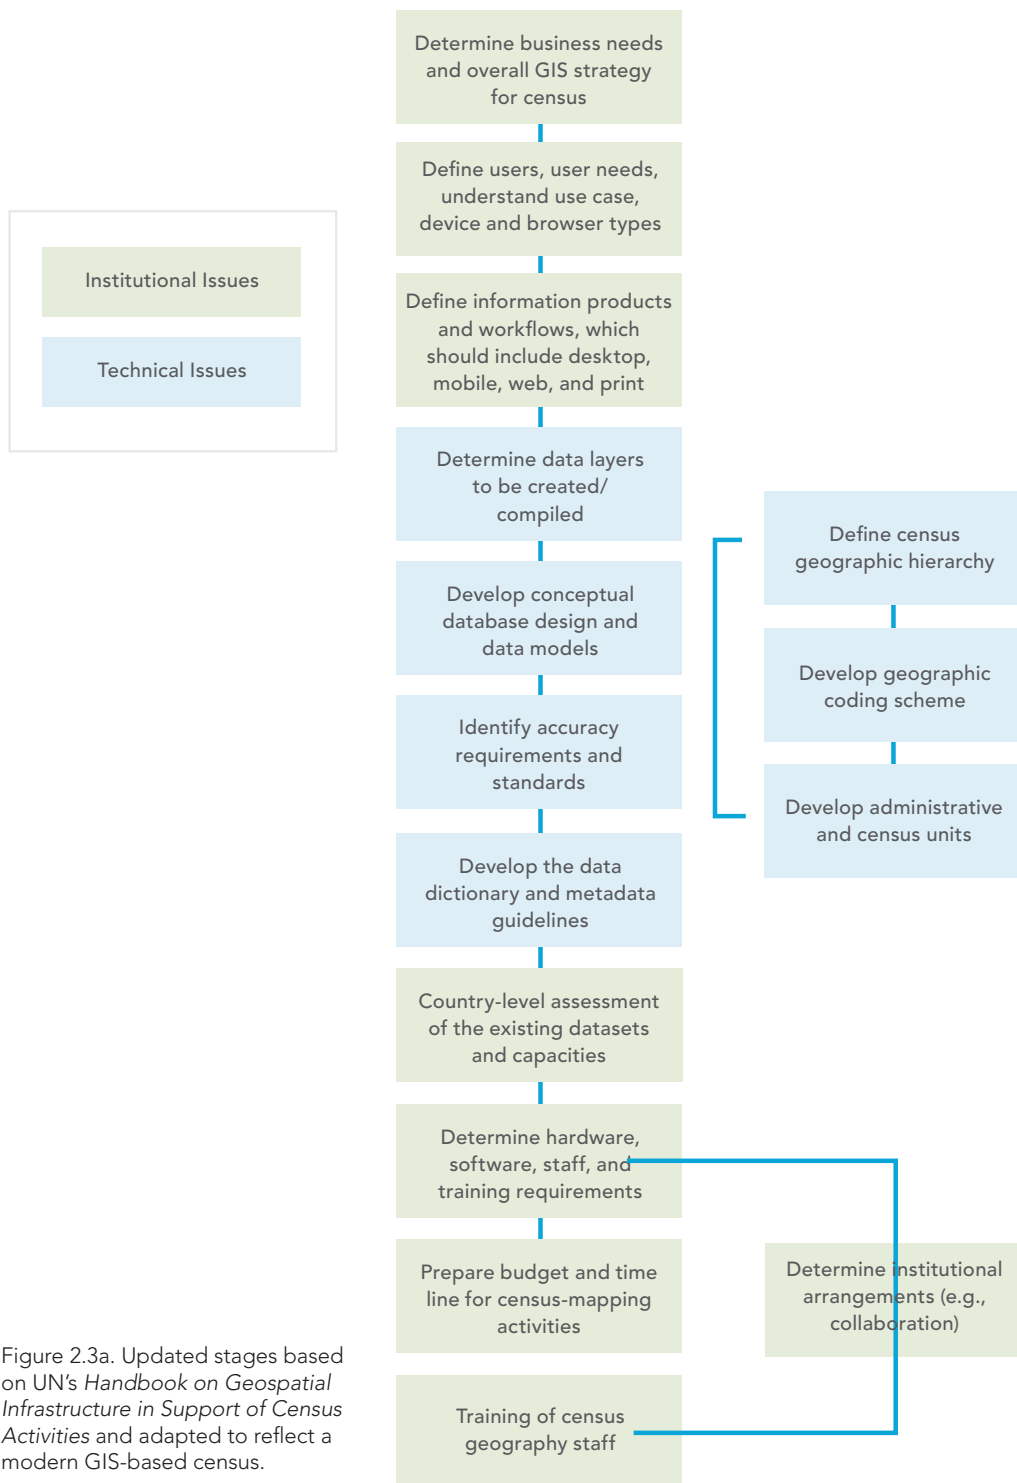 Determine business needs
and overall GIS strategy
for census
Define users, user needs,
understand use case,
device and browser types
Institutional Issues
Technical Issues
Define information products
and workflows, which
should include desktop,
mobile, web, and print
Determine data layers
to be created/
compiled
Develop conceptual
database design and
data models
Identify accuracy
requirements and
standards
Develop the data
dictionary and metadata
guidelines
Define census
geographic hierarchy
Develop geographic
coding scheme
Develop administrative
and census units
Country-level assessment
of the existing datasets
and capacities
Determine hardware,
software, staff, and
training requirements
Prepare budget and time
line for census-mapping
activities
Determine institutional
arrangements (e.g.,
collaboration)
Training of census
geography staff
Figure 2.3a. Updated stages based
on UN's Handbook on Geospatial
Infrastructure in Support of Census
Activities and adapted to reflect a
modern GIS-based census.